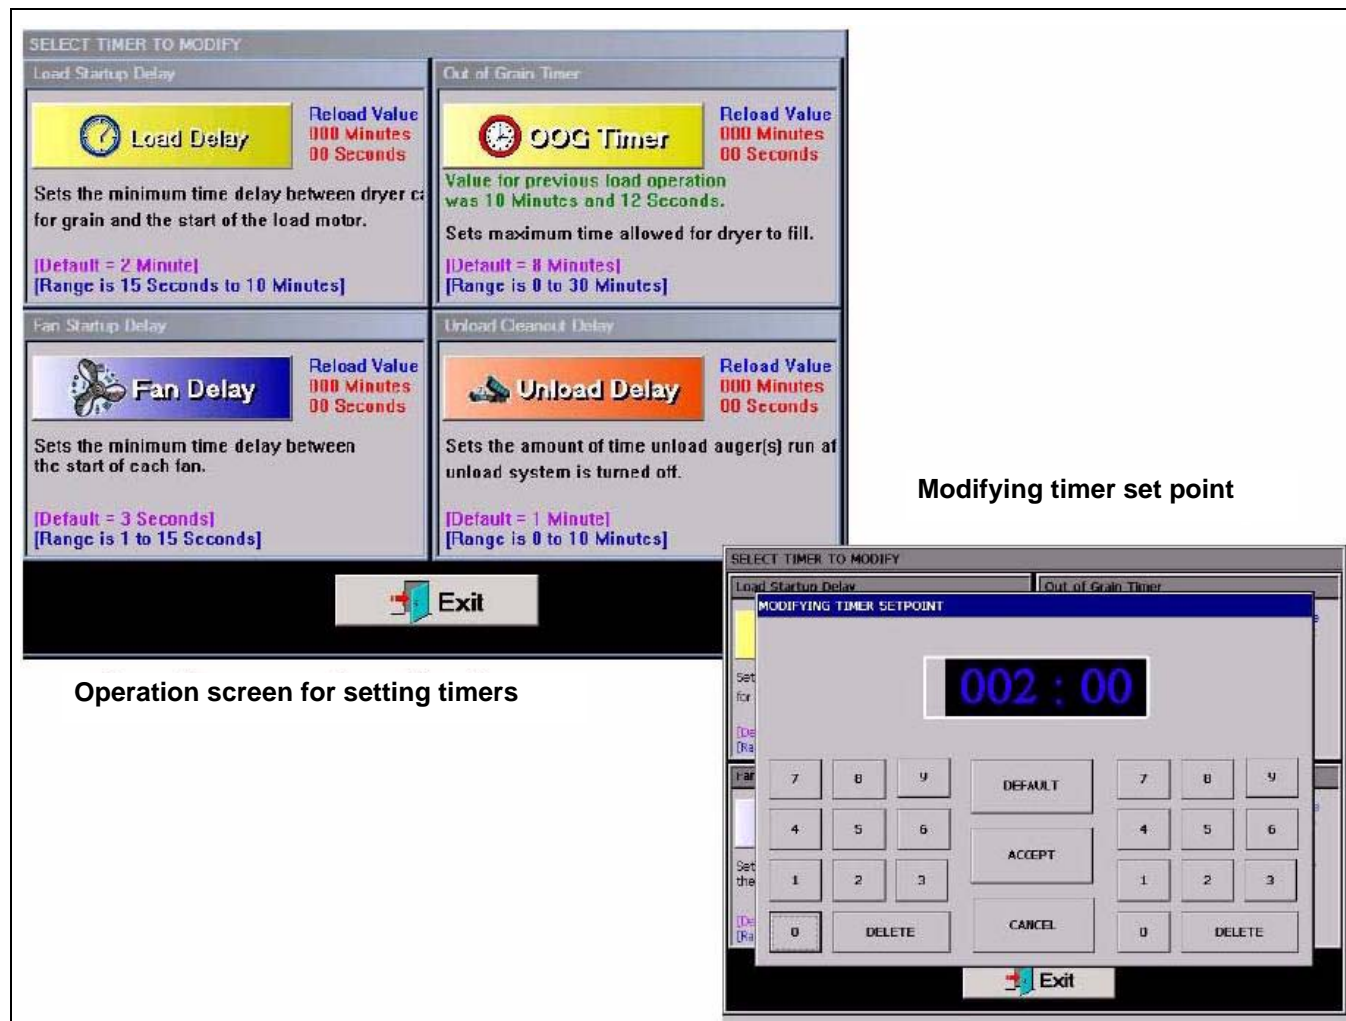 SELECT TIMER TO MODIFY
Load Startup Delay
Load Delay
Reload Value
000 Minutes
00 Seconds
Sets the minimum time delay between dryer ca
for grain and the start of the load motor.
[Default = 2 Minute]
[Range is 15 Seconds to 10 Minutes]
Out of Grain Timer
OOG Timer
Reload Value
000 Minutes
00 Seconds
Value for previous load operation
was 10 Minutes and 12 Seconds.
Sets maximum time allowed for dryer to fill.
[Default = 8 Minutes]
[Range is 0 to 30 Minutes]
Fan Startup Delay
Fan Delay
Reload Value
000 Minutes
00 Seconds
Sets the minimum time delay between
the start of each fan.
[Default = 3 Seconds]
[Range is 1 to 15 Seconds]
Unload Cleanout Delay
Unload Delay
Reload Value
000 Minutes
00 Seconds
Sets the amount of time unload auger(s) run af
unload system is turned off.
[Default = 1 Minute]
[Range is 0 to 10 Minutes]
Exit
Operation screen for setting timers
Modifying timer set point
SELECT TIMER TO MODIFY
Load Startup Delay
Out of Grain Timer
MODIFYING TIMER SETPOINT
002 : 00
Set
for
[De
[Ra
Far
Set
the
[De
[Ra
7 8 9 DEFAULT 7 8 9
4 5 6 ACCEPT 4 5 6
1 2 3 1 2 3
0 DELETE CANCEL 0 DELETE
Exit